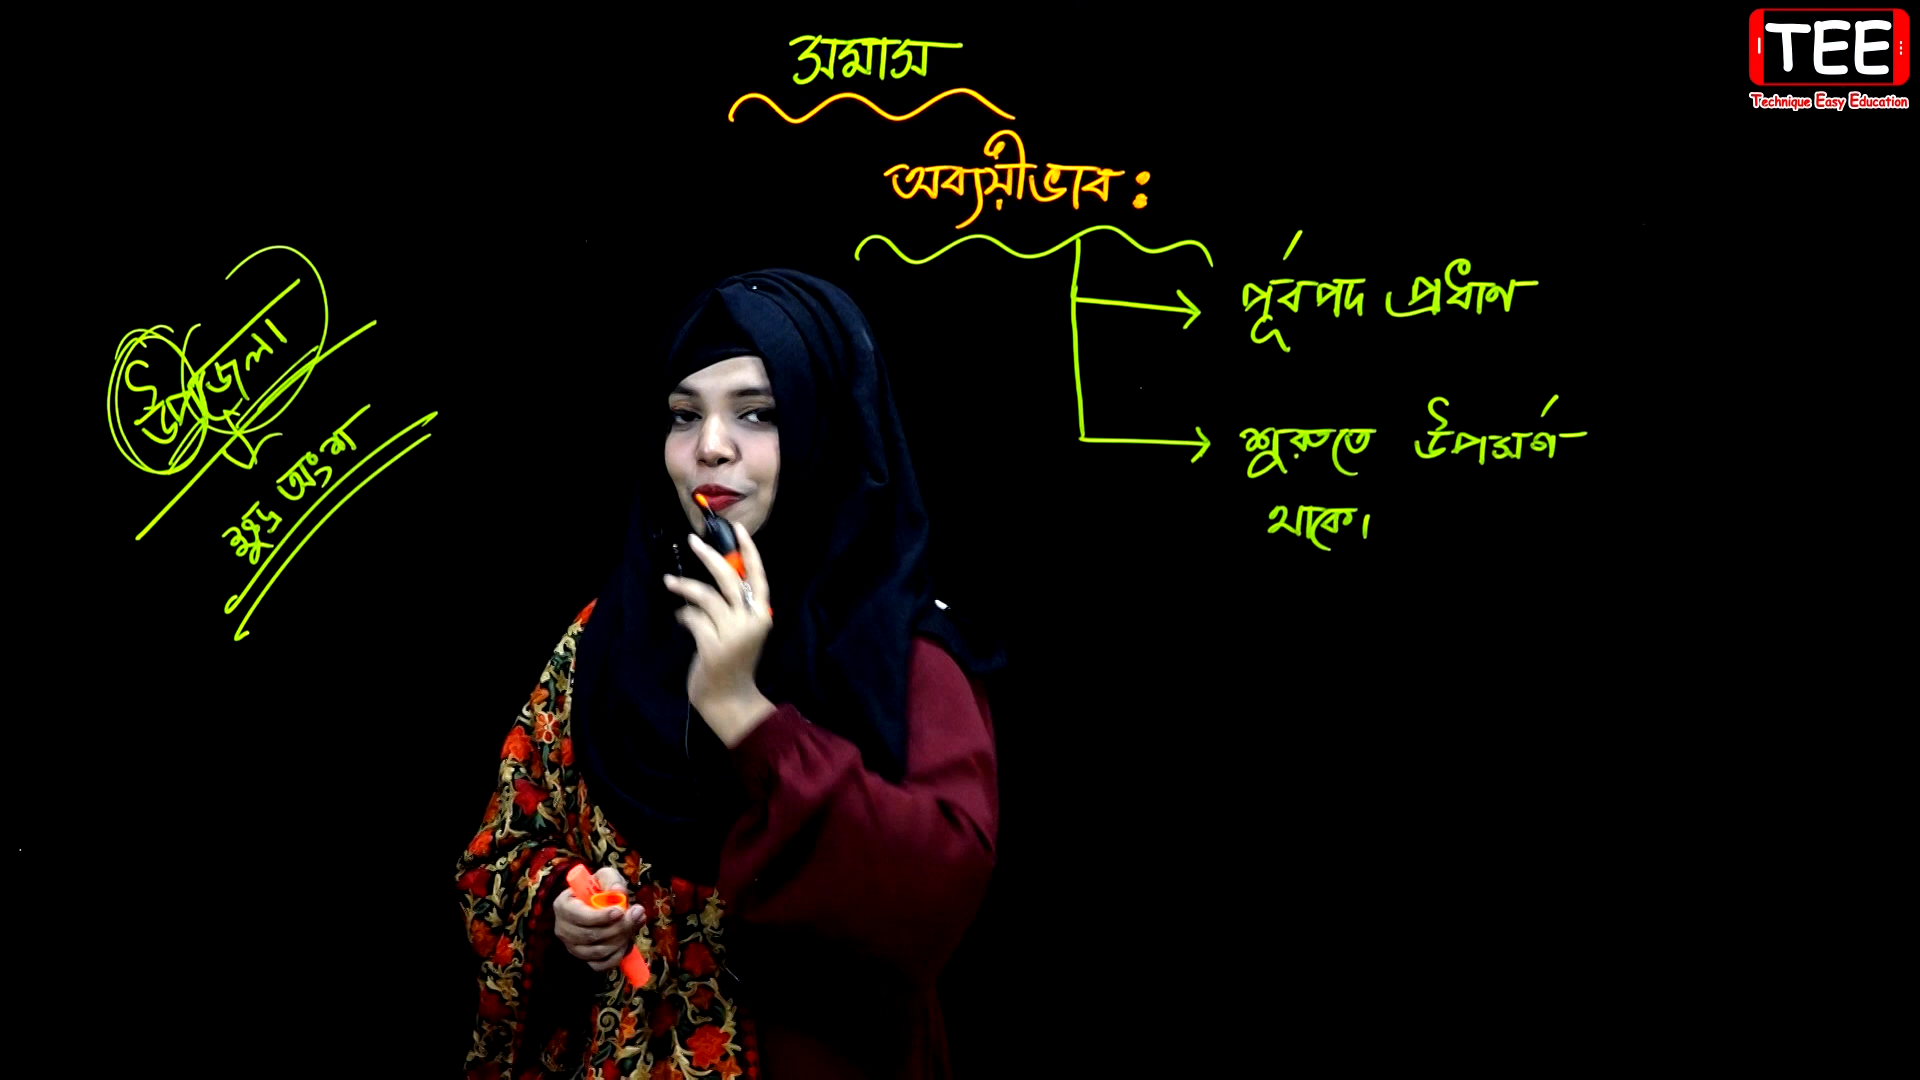 সমাস
অব্যয়ীভাব :
পূর্বপদ প্রধান
শুরুতে উপসর্গ
থাকে।
উপজেলা
ক্ষুদ্র অংশ
TEE
Technique Easy Education